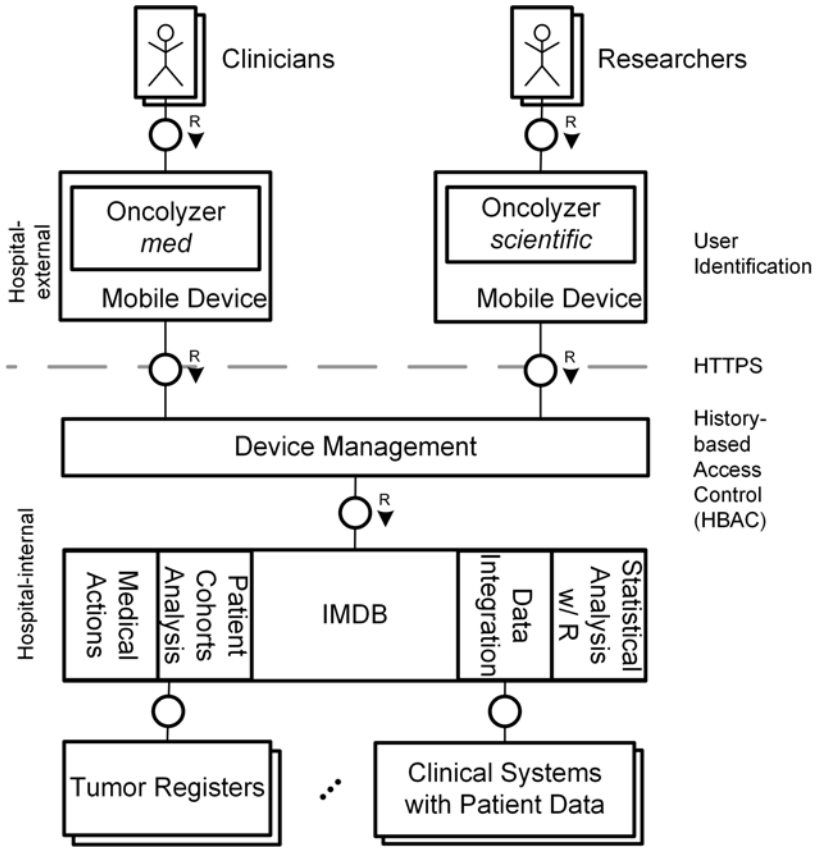 Clinicians
Researchers
R
R
Hospital-
external
Oncolyzer
med
Mobile Device
Oncolyzer
scientific
Mobile Device
User
Identification
R
R
HTTPS
Device Management
History-
based
Access
Control
(HBAC)
R
Hospital-internal
Medical
Actions
Patient
Cohorts
Analysis
IMDB
Data
Integration
Statistical
Analysis
w/ R
Tumor Registers
Clinical Systems
with Patient Data